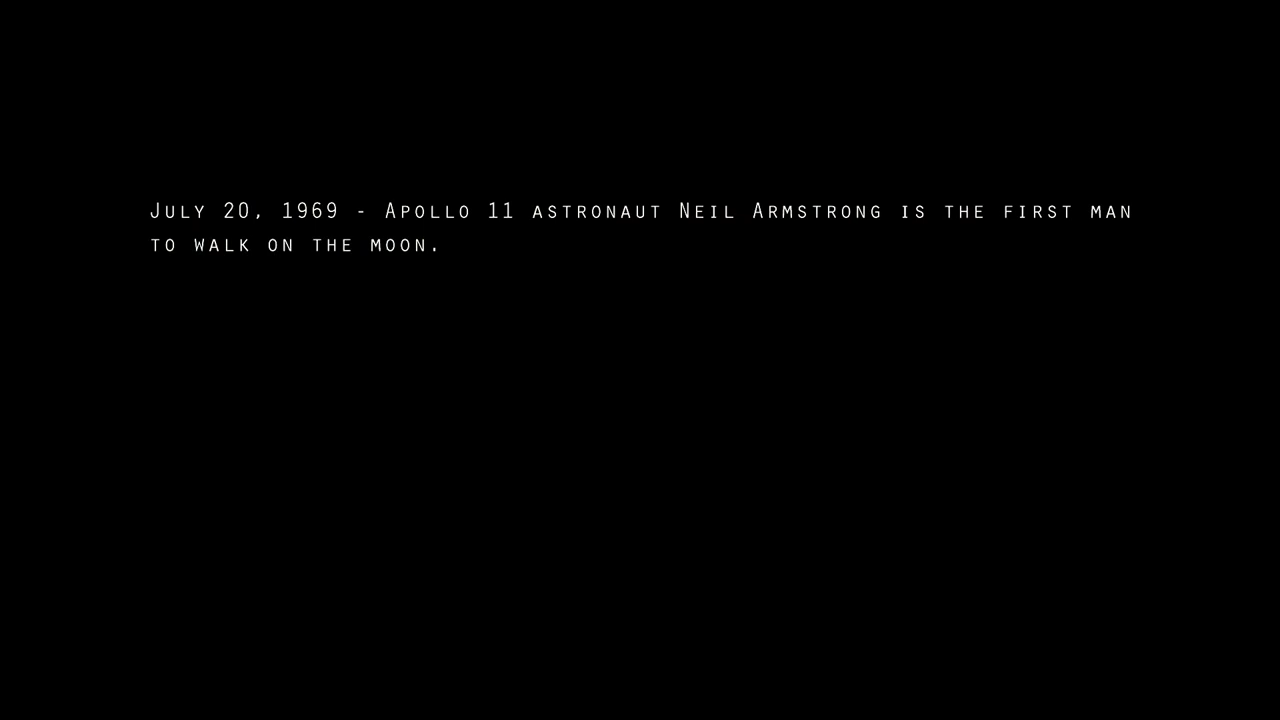 July 20, 1969 - Apollo 11 astronaut Neil Armstrong is the first man
to walk on the moon.